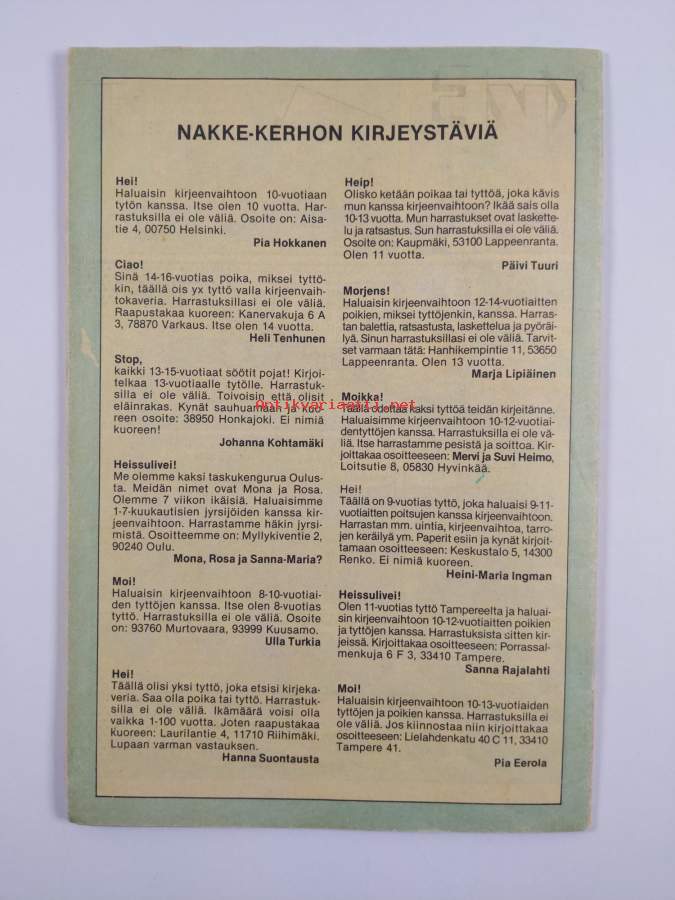 NAKKE-KERHON KIRJEYSTÄVIÄ
Hei!
Haluaisin kirjeenvaihtoon 10-vuotiaan
tytön kanssa. Itse olen 10 vuotta. Har-
rastuksilla ei ole väliä. Osoite on: Aisa-
tie 4, 00750 Helsinki.
Pia Hokkanen
Ciao!
Sinä 14-16-vuotias poika, miksei tyttö-
kin, täällä ois yx tyttö valla kirjeenvaih-
tokaveria. Harrastuksillasi ei ole väliä.
Raapustakaa kuoreen: Kanervakuja 6 A
3, 78870 Varkaus. Itse olen 14 vuotta.
Heli Tenhunen
Stop,
kaikki 13-15-vuotiaat söötit pojat! Kirjoi-
telkaa 13-vuotiaalle tytölle. Harrastuk-
silla ei ole väliä. Toivoisin että, olisit
eläinrakas. Kynät sauhuamaan ja kuo-
reen osoite: 38950 Honkajoki. Ei nimiä
kuoreen!
Johanna Kohtamäki
Heissulivei!
Me olemme kaksi taskukengurua Oulus-
ta. Meidän nimet ovat Mona ja Rosa.
Olemme 7 viikon ikäisiä. Haluaisimme
1-7-kuukautisien jyrsijöiden kanssa kir-
jeenvaihtoon. Harrastamme häkin jyrsi-
mistä. Osoitteemme on: Myllykiventie 2,
90240 Oulu.
Mona, Rosa ja Sanna-Maria?
Moi!
Haluaisin kirjeenvaihtoon 8-10-vuotiai-
den tyttöjen kanssa. Itse olen 8-vuotias
tyttö. Harrastuksilla ei ole väliä. Osoite
on: 93760 Murtovaara, 93999 Kuusamo.
Ulla Turkia
Hei!
Täällä olisi yksi tyttö, joka etsisi kirjeka-
veria. Saa olla poika tai tyttö. Harrastuk-
silla ei ole väliä. Ikämäärä voisi olla
vaikka 1-100 vuotta. Joten raapustakaa
kuoreen: Laurilantie 4, 11710 Riihimäki.
Lupaan varman vastauksen.
Hanna Suontausta
Heip!
Olisko ketään poikaa tai tyttöä, joka kävis
mun kanssa kirjeenvaihtoon? Ikää sais olla
10-13 vuotta. Mun harrastukset ovat laskette-
lu ja ratsastus. Sun harrastuksilla ei ole väliä.
Osoite on: Kaupmäki, 53100 Lappeenranta.
Olen 11 vuotta.
Päivi Tuuri
Morjens!
Haluaisin kirjeenvaihtoon 12-14-vuotiaitten
poikien, miksei tyttöjenkin, kanssa. Harras-
tan balettia, ratsastusta, laskettelua ja pyöräi-
lyä. Sinun harrastuksillasi ei ole väliä. Tarvit-
set varmaan tätä: Hanhikempintie 11, 53650
Lappeenranta. Olen 13 vuotta.
Marja Lipiäinen
Moikka!
Täällä odottaa kaksi tyttöä teidän kirjeitänne.
Haluaisimme kirjeenvaihtoon 10-12-vuotiai-
dentyttöjen kanssa. Harrastuksilla ei ole vä-
liä. Itse harrastamme pesistä ja soittoa. Kir-
joittakaa osoitteeseen: Mervi ja Suvi Heimo,
Loitsutie 8, 05830 Hyvinkää.
Hei!
Täällä on 9-vuotias tyttö, joka haluaisi 9-11-
vuotiaitten poitsujen kanssa kirjeenvaihtoon.
Harrastan mm. uintia, kirjeenvaihtoa, tarro-
jen keräilyä ym. Paperit esiin ja kynät kirjoit-
tamaan osoitteeseen: Keskustalo 5, 14300
Renko. Ei nimiä kuoreen.
Heini-Maria Ingman
Heissulivei!
Olen 11-vuotias tyttö Tampereelta ja haluai-
sin kirjeenvaihtoon 10-12-vuotiaitten poikien
ja tyttöjen kanssa. Harrastuksista sitten kir-
jeissä. Kirjoittakaa osoitteeseen: Porrassal-
menkuja 6 F 3, 33410 Tampere.
Sanna Rajalahti
Moi!
Haluaisin kirjeenvaihtoon 10-13-vuotiaiden
tyttöjen ja poikien kanssa. Harrastuksilla ei
ole väliä. Jos kiinnostaa niin kirjoittakaa
osoitteeseen: Lielahdenkatu 40 C 11, 33410
Tampere 41.
Pia Eerola
Antikvariaatti.net